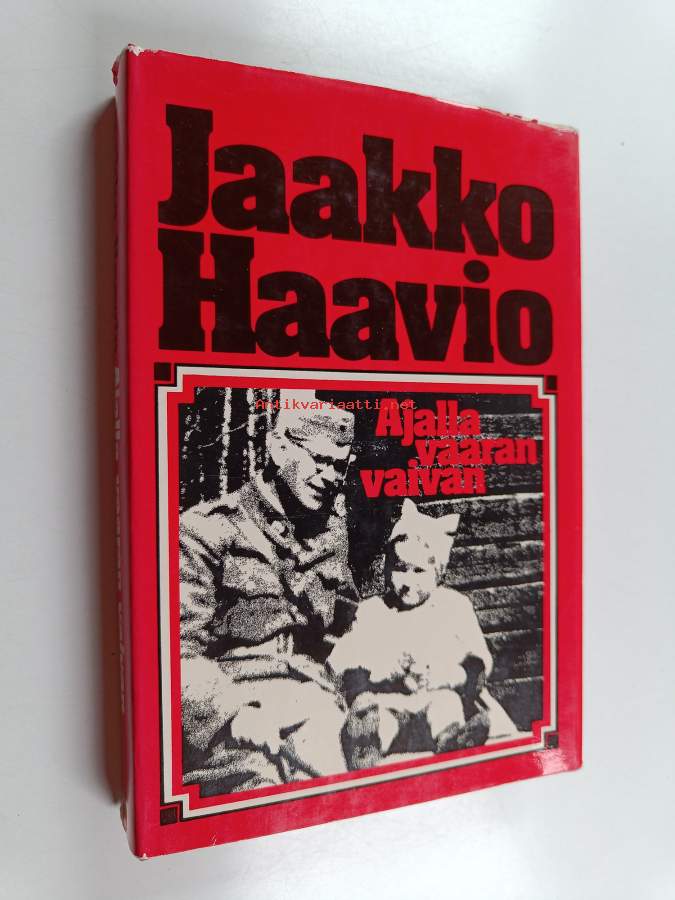 Jaakko
Haavio
Antikvariaatti.net
Ajalla
vaaran
vaivan